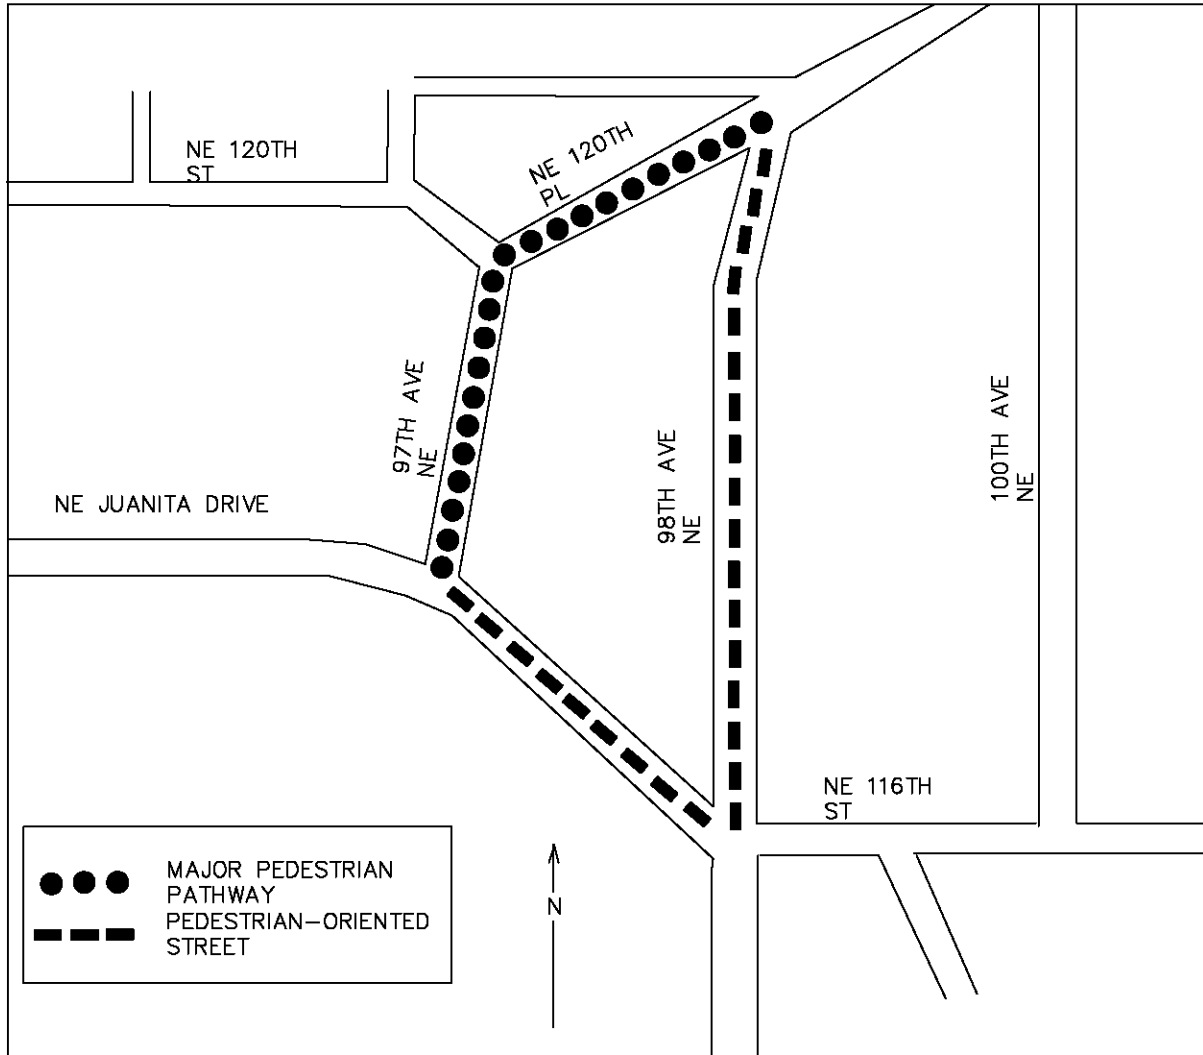 NE 120TH
ST
NE 120TH
PL
97TH AVE
NE
98TH AVE
NE
100TH AVE
NE
NE JUANITA DRIVE
NE 116TH
ST
MAJOR PEDESTRIAN
PATHWAY
PEDESTRIAN-ORIENTED
STREET
N